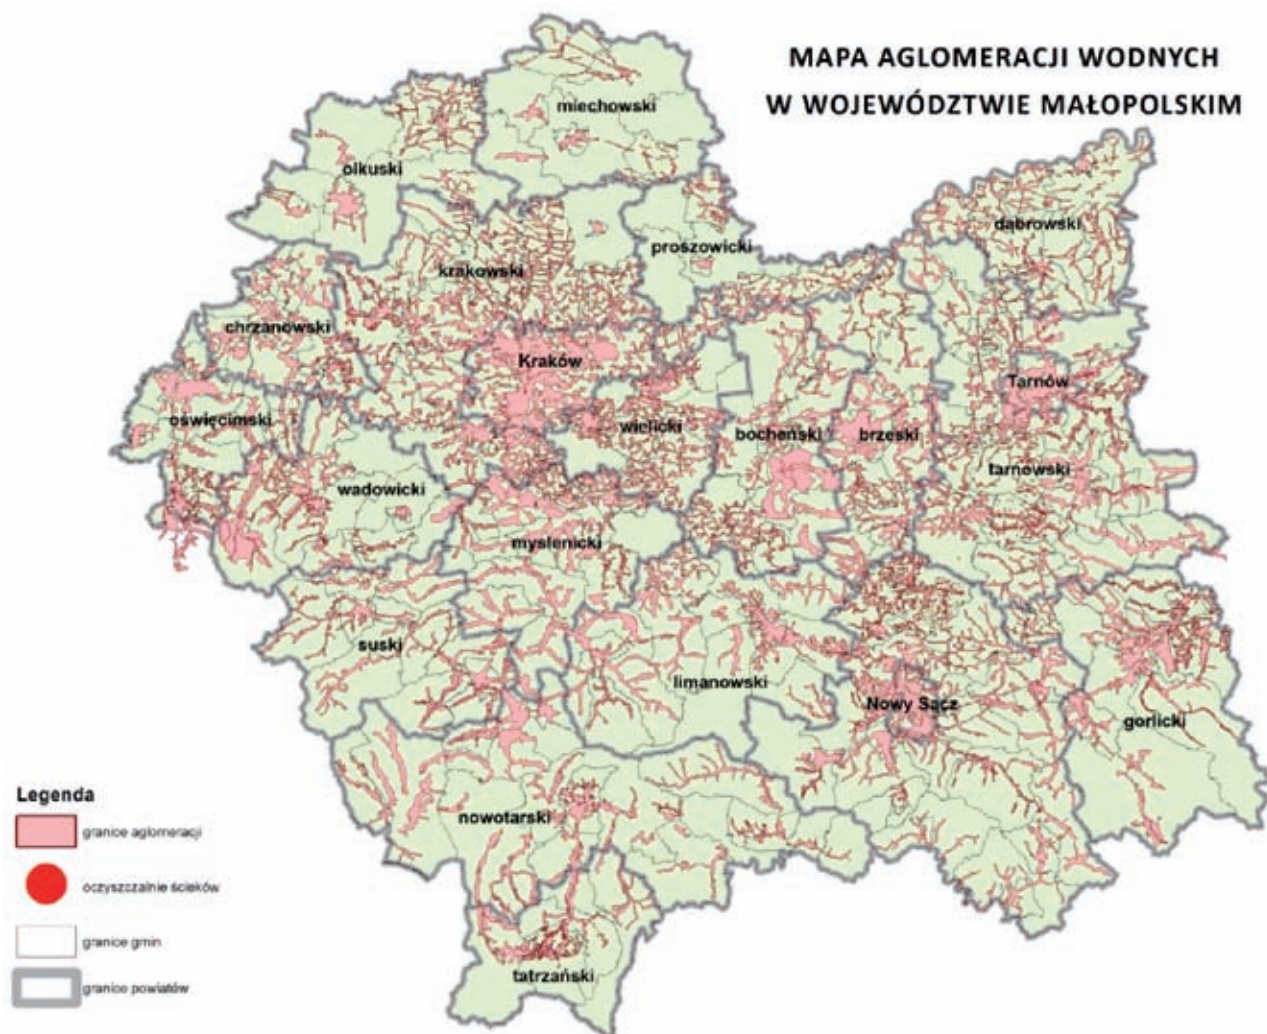 MAPA AGLOMERACJI WODNYCH
W WOJEWÓDZTWIE MAŁOPOLSKIM
miechowski
olkuski
dąbrowski
proszowicki
krakowski
chrzanowski
Kraków
Tarnów
oświęcimski
wielicki
bocheński
brzeski
tarnowski
wadowicki
myslenicki
suski
limanowski
Nowy Sącz
gorlicki
nowotarski
tatrzański
Legenda
granice aglomeracji
oczyszczalnie ścieków
granice gmin
granice powiatów